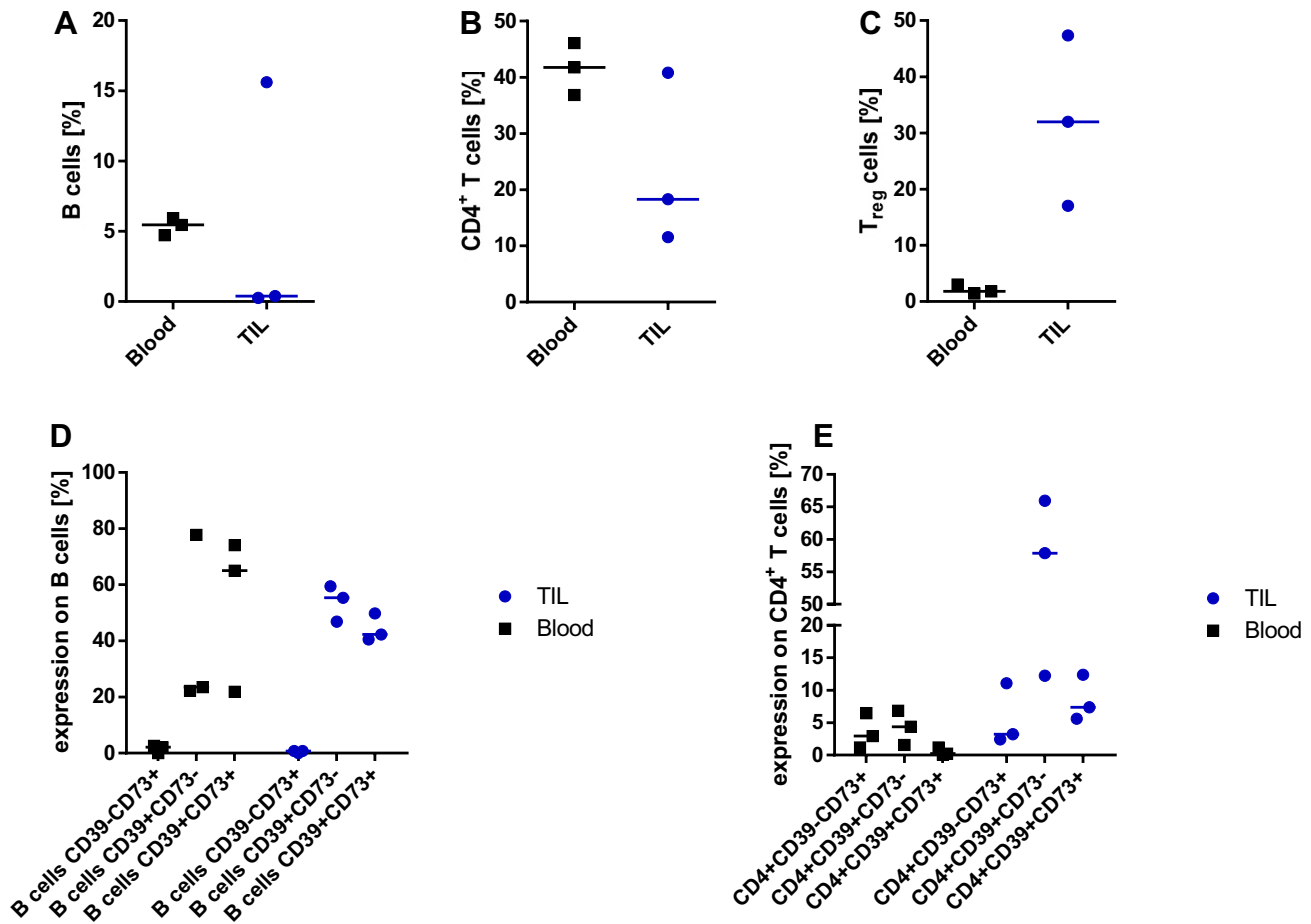 A
B cells [%]
20
15
10
5
0
Blood
TIL
B
CD4⁺ T cells [%]
50
40
30
20
10
0
Blood
TIL
C
Treg cells [%]
50
40
30
20
10
0
Blood
TIL
D
expression on B cells [%]
100
80
60
40
20
0
B cells CD39-CD73+
B cells CD39+CD73-
B cells CD39+CD73+
B cells CD39-CD73+
B cells CD39+CD73-
B cells CD39+CD73+
TIL
Blood
E
expression on CD4⁺ T cells [%]
70
65
60
55
50
20
15
10
5
0
CD4+CD39-CD73+
CD4+CD39+CD73-
CD4+CD39+CD73+
CD4+CD39-CD73+
CD4+CD39+CD73-
CD4+CD39+CD73+
TIL
Blood